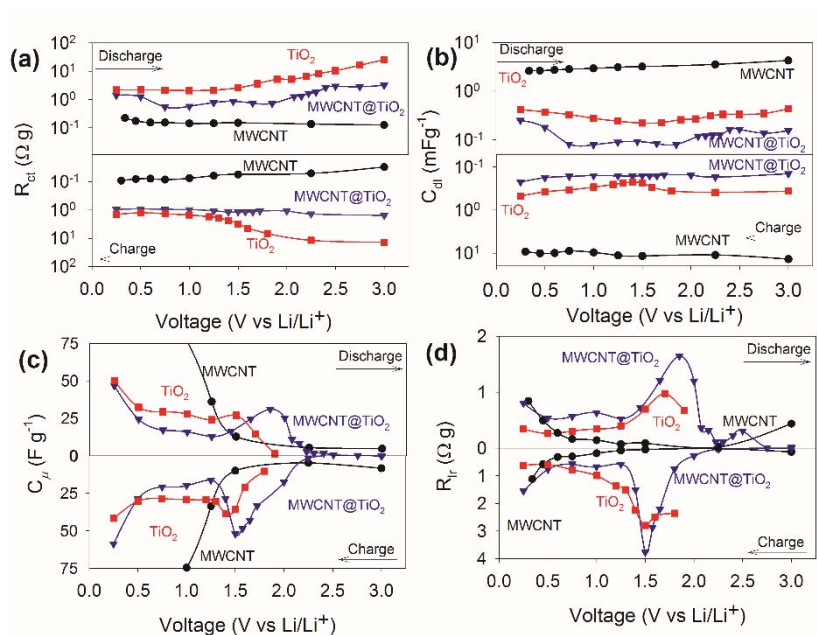 (a)
Discharge
TiO₂
MWCNT@TiO₂
MWCNT
MWCNT
MWCNT@TiO₂
TiO₂
Charge
R_ct (Ω g)
10²
10¹
10⁰
10⁻¹
10⁻¹
10⁰
10¹
10²
0.0 0.5 1.0 1.5 2.0 2.5 3.0
Voltage (V vs Li/Li⁺)
(b)
Discharge
TiO₂
MWCNT
MWCNT@TiO₂
MWCNT@TiO₂
TiO₂
Charge
MWCNT
C_dl (mFg⁻¹)
10¹
10⁰
10⁻¹
10⁻¹
10⁰
10¹
0.0 0.5 1.0 1.5 2.0 2.5 3.0
Voltage (V vs Li/Li⁺)
(c)
Discharge
MWCNT
TiO₂
MWCNT@TiO₂
TiO₂
MWCNT@TiO₂
MWCNT
Charge
C_μ (F g⁻¹)
75
50
25
0
25
50
75
0.0 0.5 1.0 1.5 2.0 2.5 3.0
Voltage (V vs Li/Li⁺)
(d)
Discharge
MWCNT@TiO₂
TiO₂
MWCNT
MWCNT@TiO₂
TiO₂
MWCNT
Charge
R_lr (Ω g)
2
1
0
1
2
3
4
0.0 0.5 1.0 1.5 2.0 2.5 3.0
Voltage (V vs Li/Li⁺)